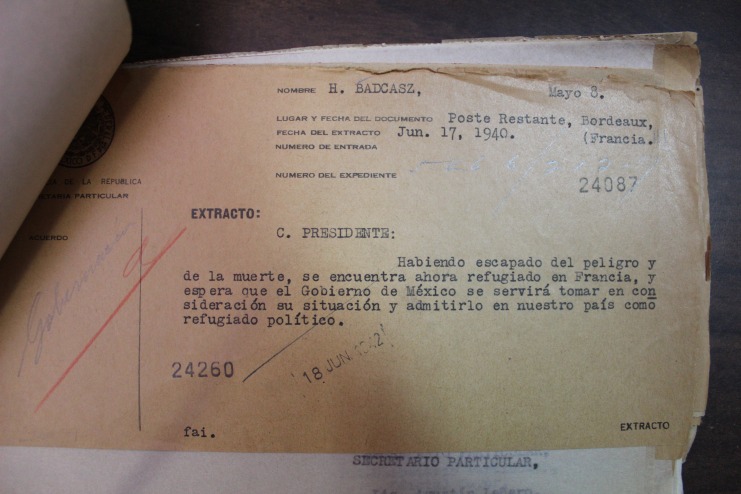 NOMBRE H. BADCASZ, Mayo 8.
LUGAR Y FECHA DEL DOCUMENTO Poste Restante, Bordeaux,
FECHA DEL EXTRACTO Jun. 17, 1940. (Francia.
NUMERO DE ENTRADA
NUMERO DEL EXPEDIENTE
24087
DE LA REPUBLICA
PARTICULAR
ACUERDO
Gobernación
EXTRACTO:
C. PRESIDENTE:
Habiendo escapado del peligro y
de la muerte, se encuentra ahora refugiado en Francia, y
espera que el Gobierno de México se servirá tomar en con
sideración su situación y admitirlo en nuestro país como
refugiado político.
24260
18 JUN. 1942
fai.
EXTRACTO
SECRETARIO PARTICULAR,